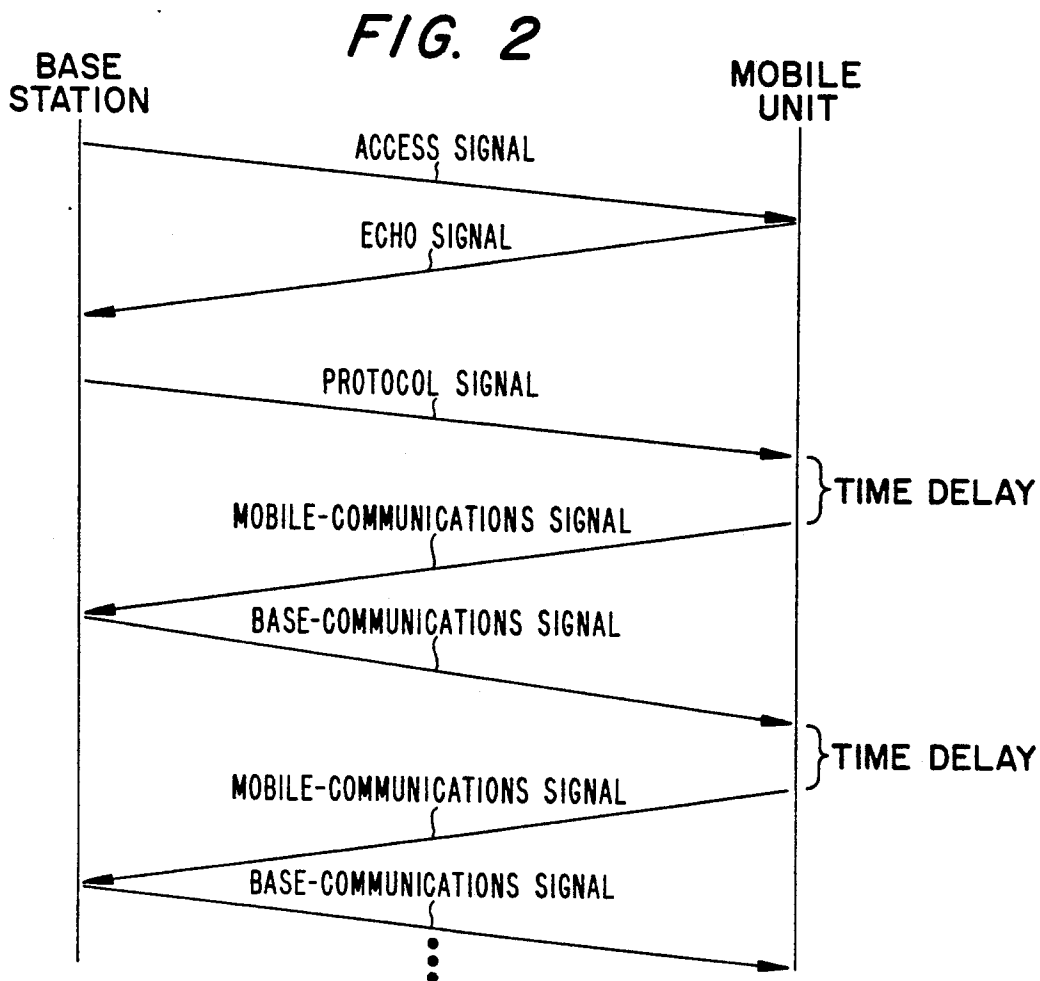 FIG. 2
BASE
STATION
MOBILE
UNIT
ACCESS SIGNAL
ECHO SIGNAL
PROTOCOL SIGNAL
TIME DELAY
MOBILE-COMMUNICATIONS SIGNAL
BASE-COMMUNICATIONS SIGNAL
TIME DELAY
MOBILE-COMMUNICATIONS SIGNAL
BASE-COMMUNICATIONS SIGNAL